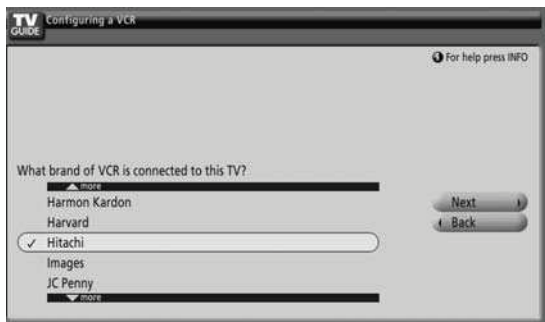 TV GUIDE
Configuring a VCR
For help press INFO
What brand of VCR is connected to this TV?
more
Harmon Kardon
Harvard
Hitachi
Images
JC Penny
more
Next
Back